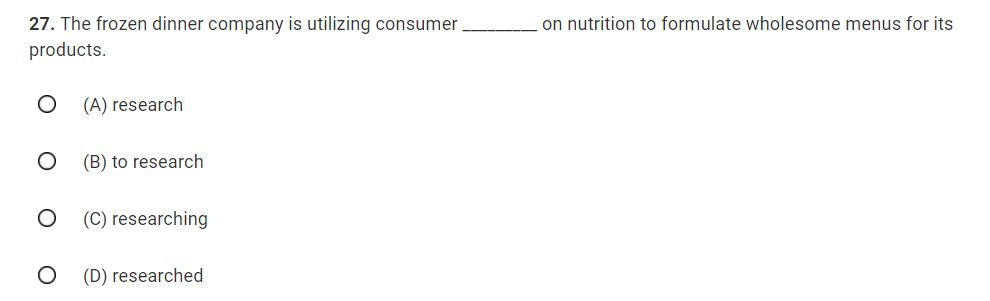 27. The frozen dinner company is utilizing consumer _________ on nutrition to formulate wholesome menus for its
products.
(A) research
(B) to research
(C) researching
(D) researched